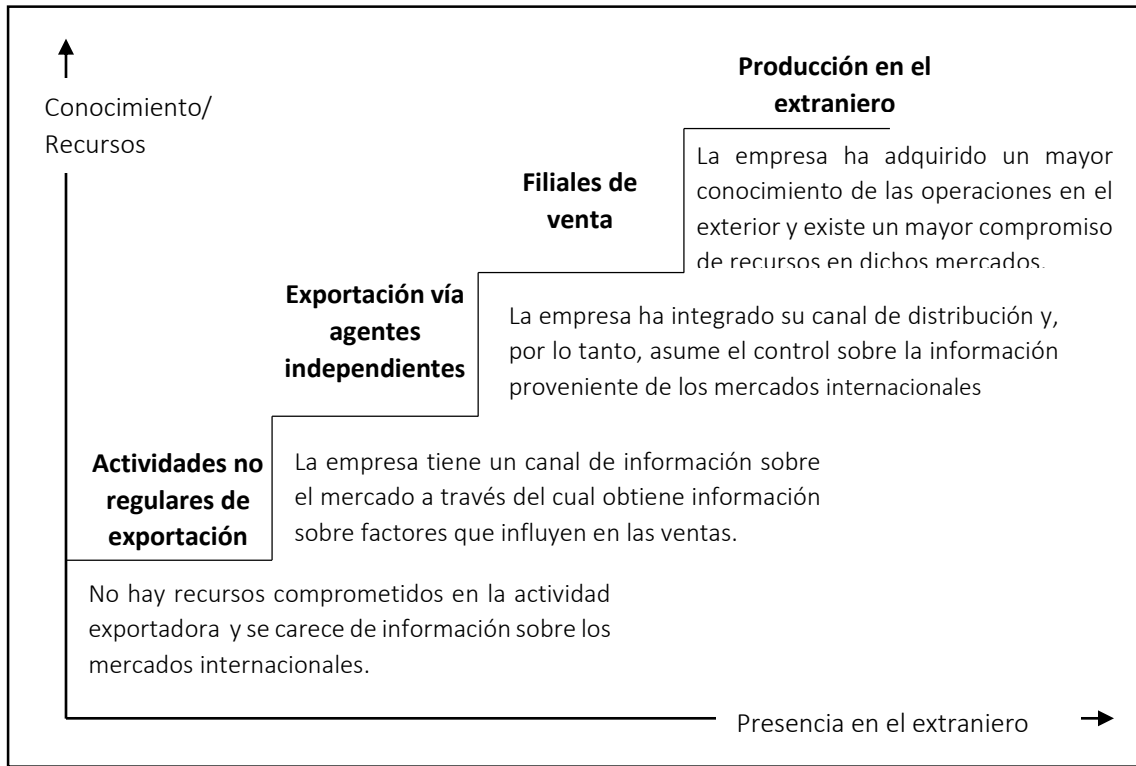 Producción en el
extraniero
Conocimiento/
Recursos
La empresa ha adquirido un mayor
conocimiento de las operaciones en el
exterior y existe un mayor compromiso
de recursos en dichos mercados.
Filiales de
venta
Exportación vía
agentes
independientes
La empresa ha integrado su canal de distribución y,
por lo tanto, asume el control sobre la información
proveniente de los mercados internacionales
Actividades no
regulares de
exportación
La empresa tiene un canal de información sobre
el mercado a través del cual obtiene información
sobre factores que influyen en las ventas.
No hay recursos comprometidos en la actividad
exportadora y se carece de información sobre los
mercados internacionales.
Presencia en el extraniero